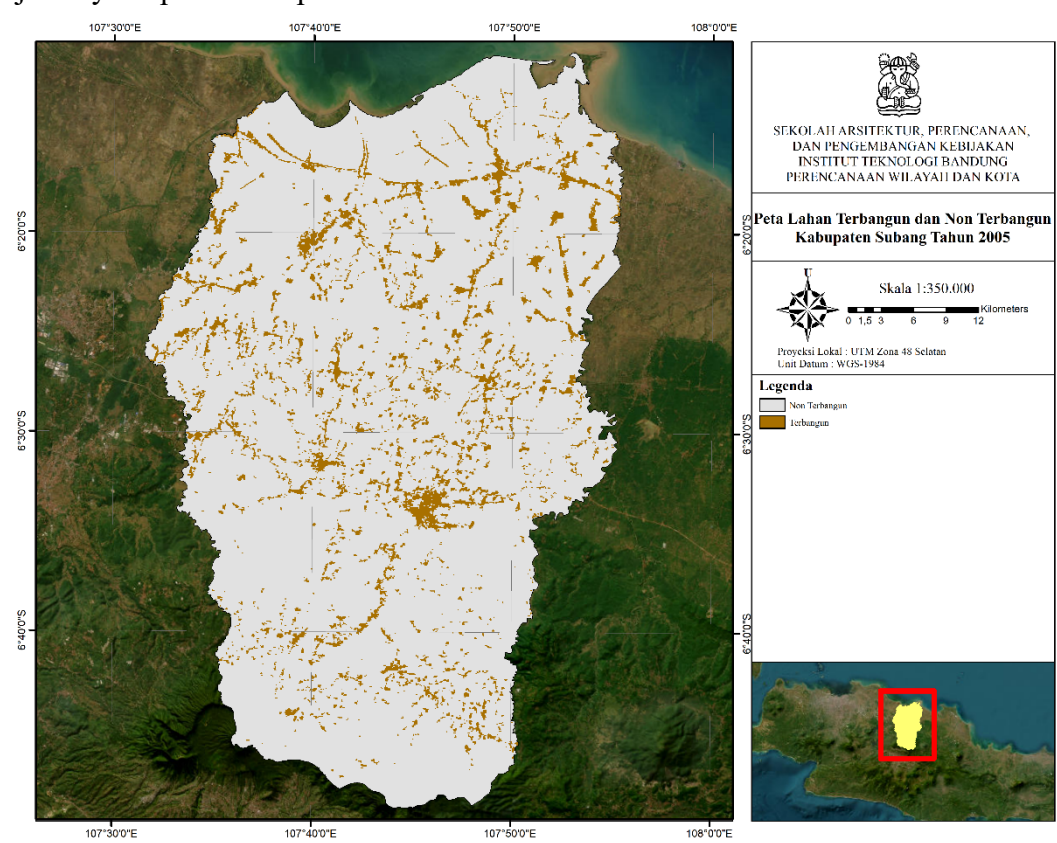 107°30'0"E 107°40'0"E 107°50'0"E 108°0'0"E
6°20'0"S 6°20'0"S
6°30'0"S 6°30'0"S
6°40'0"S 6°40'0"S
107°30'0"E 107°40'0"E 107°50'0"E 108°0'0"E
SEKOLAH ARSITEKTUR, PERENCANAAN,
DAN PENGEMBANGAN KEBIJAKAN
INSTITUT TEKNOLOGI BANDUNG
PERENCANAAN WILAYAH DAN KOTA
Peta Lahan Terbangun dan Non Terbangun
Kabupaten Subang Tahun 2005
U
Skala 1:350.000
Kilometers
0 1,5 3 6 9 12
Proyeksi Lokal : UTM Zona 48 Selatan
Unit Datum : WGS-1984
Legenda
Non Terbangun
Terbangun